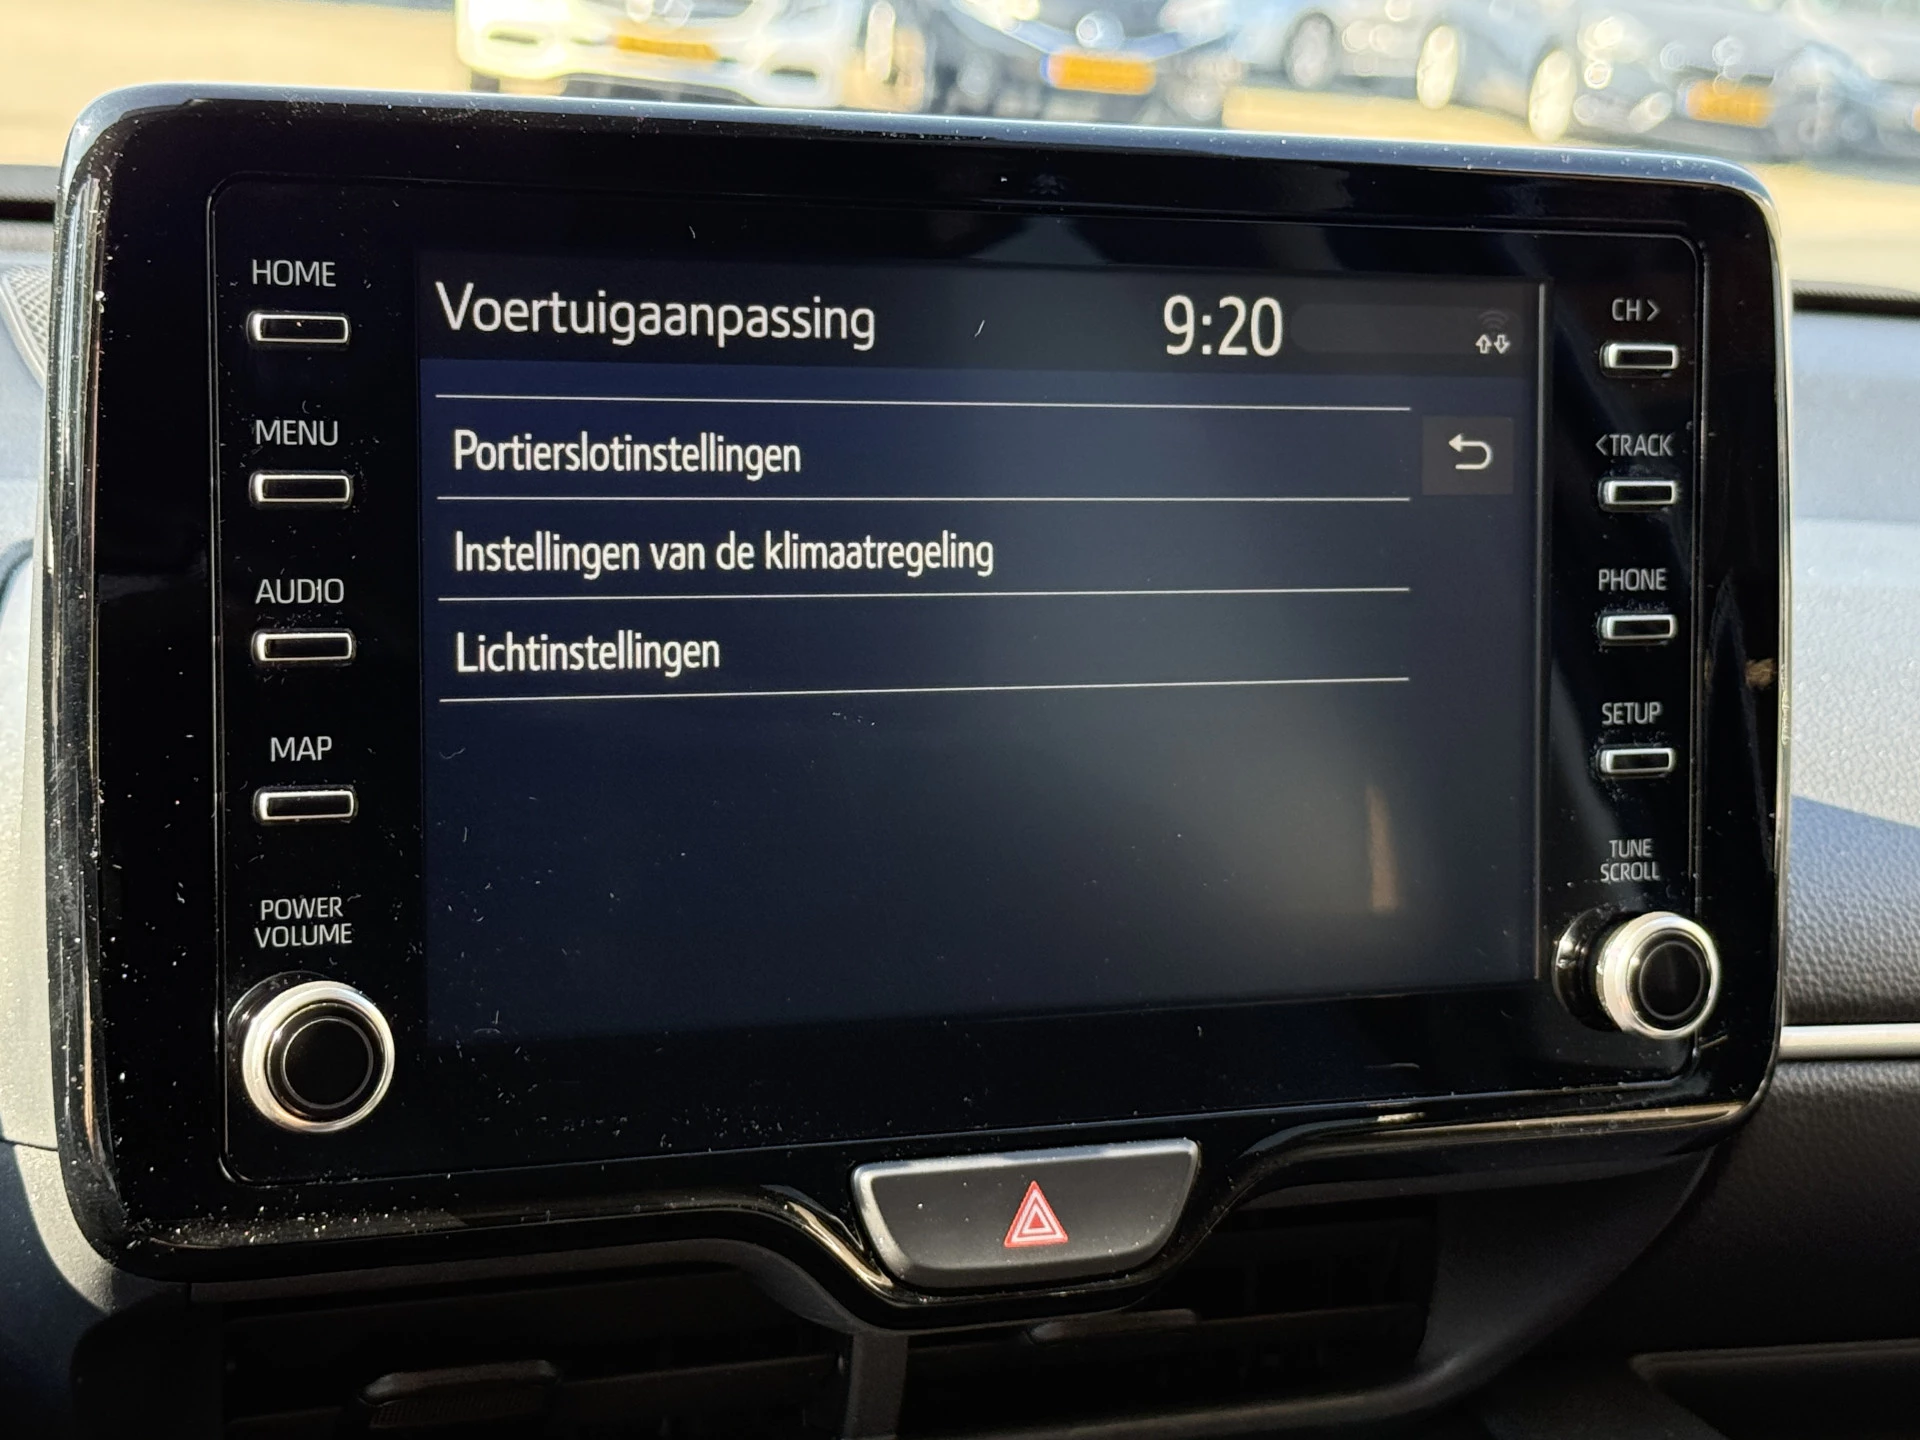 HOME
MENU
AUDIO
MAP
POWER
VOLUME
Voertuigaanpassing
9:20
Portierslotinstellingen
Instellingen van de klimaatregeling
Lichtinstellingen
CH >
<TRACK
PHONE
SETUP
TUNE
SCROLL